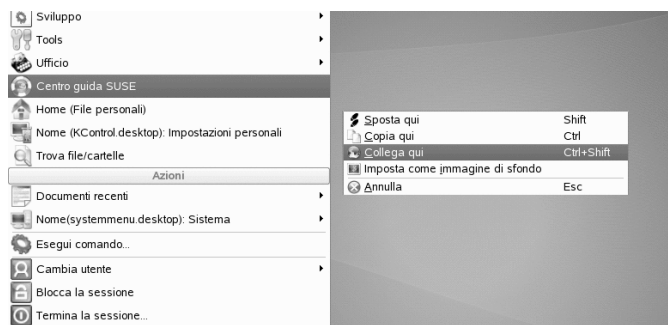 Sviluppo
Tools
Ufficio
Centro guida SUSE
Home (File personali)
Nome (KControl.desktop): Impostazioni personali
Trova file/cartelle
Azioni
Documenti recenti
Nome(systemmenu.desktop): Sistema
Esegui comando...
Cambia utente
Blocca la sessione
Termina la sessione...
Sposta qui Shift
Copia qui Ctrl
Collega qui Ctrl+Shift
Imposta come immagine di sfondo
Annulla Esc